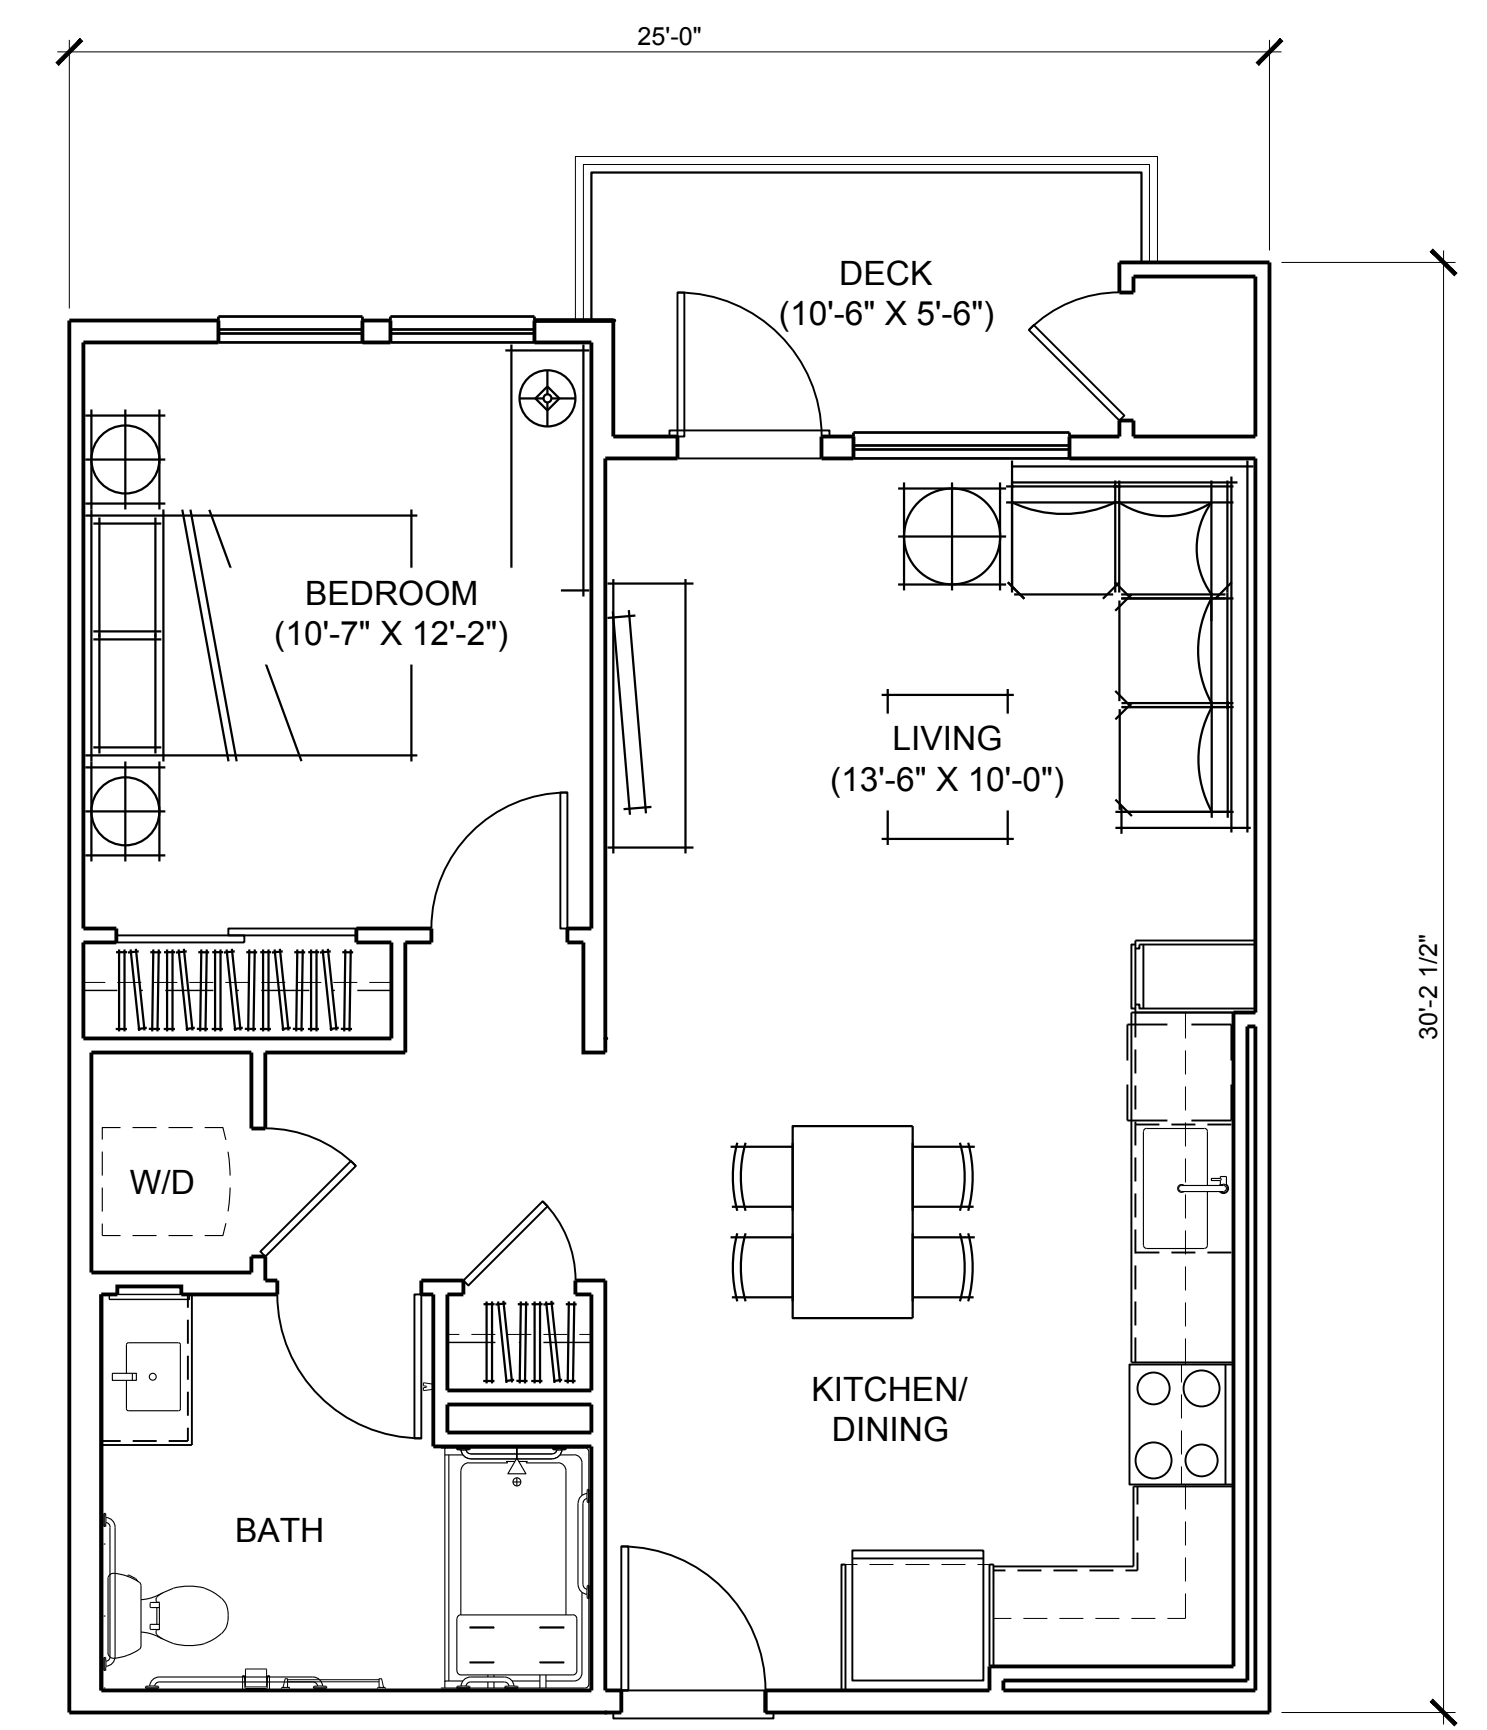 25'-0"
DECK
(10'-6" X 5'-6")
BEDROOM
(10'-7" X 12'-2")
LIVING
(13'-6" X 10'-0")
30'-2 1/2"
W/D
KITCHEN/
DINING
BATH